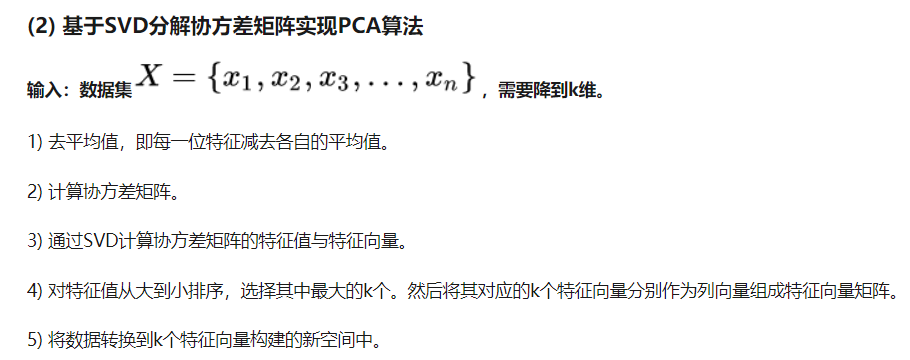 (2) 基于SVD分解协方差矩阵实现PCA算法
输入：数据集 X = {x₁, x₂, x₃, . . . , xₙ} ，需要降到k维。
1) 去平均值，即每一位特征减去各自的平均值。
2) 计算协方差矩阵。
3) 通过SVD计算协方差矩阵的特征值与特征向量。
4) 对特征值从大到小排序，选择其中最大的k个。然后将其对应的k个特征向量分别作为列向量组成特征向量矩阵。
5) 将数据转换到k个特征向量构建的新空间中。